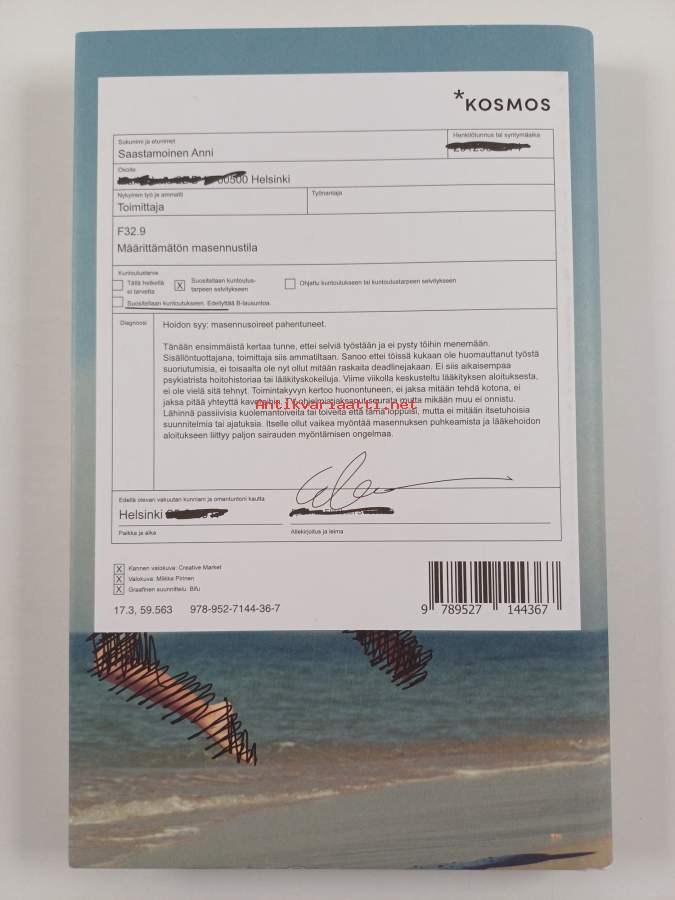 *KOSMOS
Sukunimi ja etunimet
Saastamoinen Anni
Henkilötunnus tai syntymäaika
Osoite
00500 Helsinki
Nykyinen työ ja ammatti
Toimittaja
Työnantaja
F32.9
Määrittämätön masennustila
Kuntoutustarve
Tällä hetkellä
ei tarvetta
X Suositellaan kuntoutus-
tarpeen selvitykseen
Ohjattu kuntoutukseen tai kuntoutustarpeen selvitykseen
Suositellaan kuntoutukseen. Edellyttää B-lausuntoa.
Diagnoosi
Hoidon syy: masennusoireet pahentuneet.
Tänään ensimmäistä kertaa tunne, ettei selviä työstään ja ei pysty töihin menemään.
Sisällöntuottajana, toimittaja siis ammatiltaan. Sanoo ettei töissä kukaan ole huomauttanut työstä
suoriutumisia, ei toisaalta ole nyt ollut mitään raskaita deadlinejakaan. Ei siis aikaisempaa
psykiatrista hoitohistoriaa tai lääkityskokeiluja. Viime viikolla keskusteltu lääkityksen aloituksesta,
ei ole vielä sitä tehnyt. Toimintakyvyn kertoo huonontuneen, ei jaksa mitään tehdä kotona, ei
jaksa pitää yhteyttä kavereihin. TV-ohjelmia jaksanut seurata mutta mikään muu ei onnistu.
Antikvariaatti.net
Lähinnä passiivisia kuolemantoiveita tai toiveita että tämä loppuisi, mutta ei mitään itsetuhoisia
suunnitelmia tai ajatuksia. Itselle ollut vaikea myöntää masennuksen puhkeamista ja lääkehoidon
aloitukseen liittyy paljon sairauden myöntämisen ongelmaa.
Edellä olevan vakuutan kunniani ja omantuntoni kautta
Helsinki
Paikka ja aika
Allekirjoitus ja leima
X Kannen valokuva: Creative Market
X Valokuva: Miikka Pirinen
X Graafinen suunnittelu: Bifu
17.3, 59.563 978-952-7144-36-7
9 789527 144367